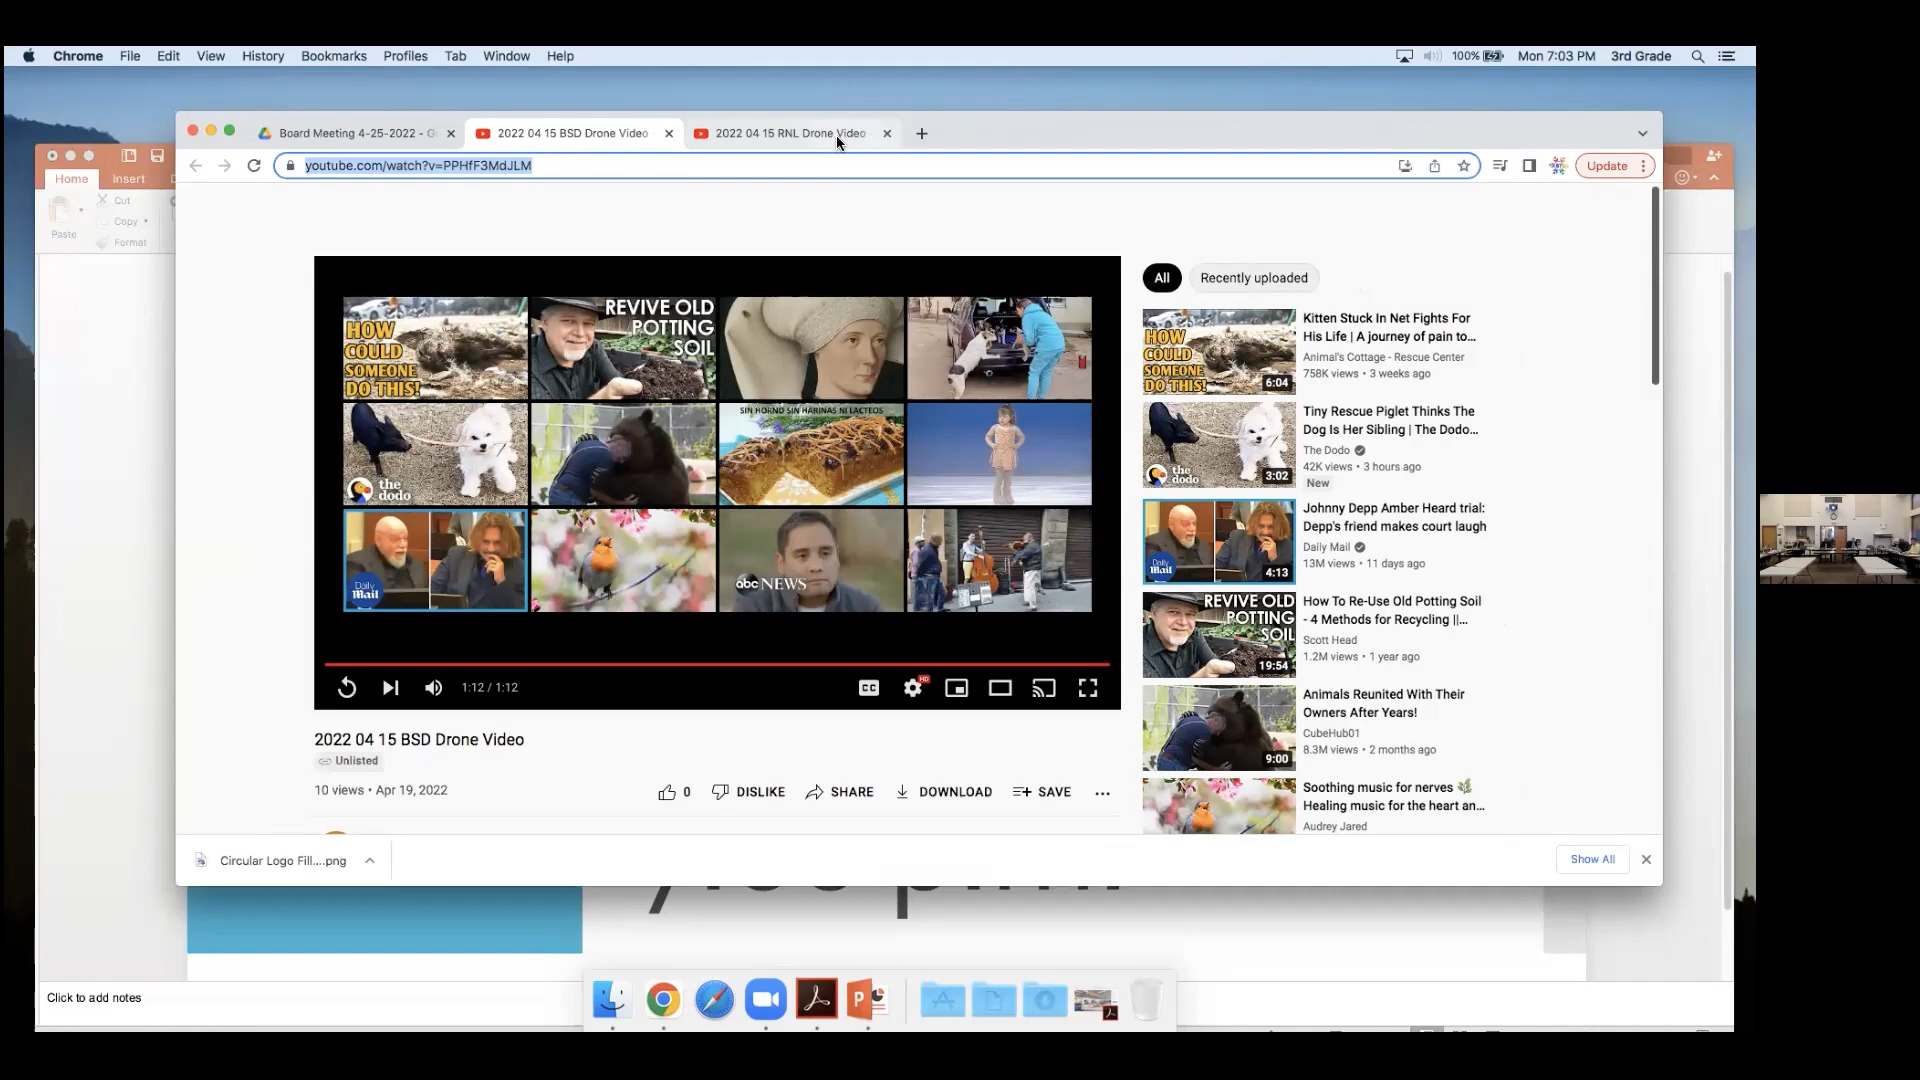 Chrome File Edit View History Bookmarks Profiles Tab Window Help
100% Mon 7:03 PM 3rd Grade
Board Meeting 4-25-2022 - G
2022 04 15 BSD Drone Video
2022 04 15 RNL Drone Video
youtube.com/watch?v=PPHfF3MdJLM
Update
Home Insert
Cut
Copy
Paste
Format
HOW
COULD
SOMEONE
DO THIS!
REVIVE OLD
POTTING
SOIL
the
dodo
SIN HORNO SIN HARINAS NI LACTEOS
Daily
Mail
abc NEWS
1:12 / 1:12
CC
HD
2022 04 15 BSD Drone Video
Unlisted
10 views • Apr 19, 2022
0 DISLIKE SHARE DOWNLOAD SAVE ...
All Recently uploaded
HOW
COULD
SOMEONE
DO THIS!
6:04
Kitten Stuck In Net Fights For
His Life | A journey of pain to...
Animal's Cottage - Rescue Center
758K views • 3 weeks ago
the
dodo
3:02
Tiny Rescue Piglet Thinks The
Dog Is Her Sibling | The Dodo...
The Dodo
42K views • 3 hours ago
New
Daily
Mail
4:13
Johnny Depp Amber Heard trial:
Depp's friend makes court laugh
Daily Mail
13M views • 11 days ago
REVIVE OLD
POTTING
SOIL
19:54
How To Re-Use Old Potting Soil
- 4 Methods for Recycling ||...
Scott Head
1.2M views • 1 year ago
9:00
Animals Reunited With Their
Owners After Years!
CubeHub01
8.3M views • 2 months ago
Soothing music for nerves 🌿
Healing music for the heart an...
Audrey Jared
Circular Logo Fill....png
Show All
Click to add notes